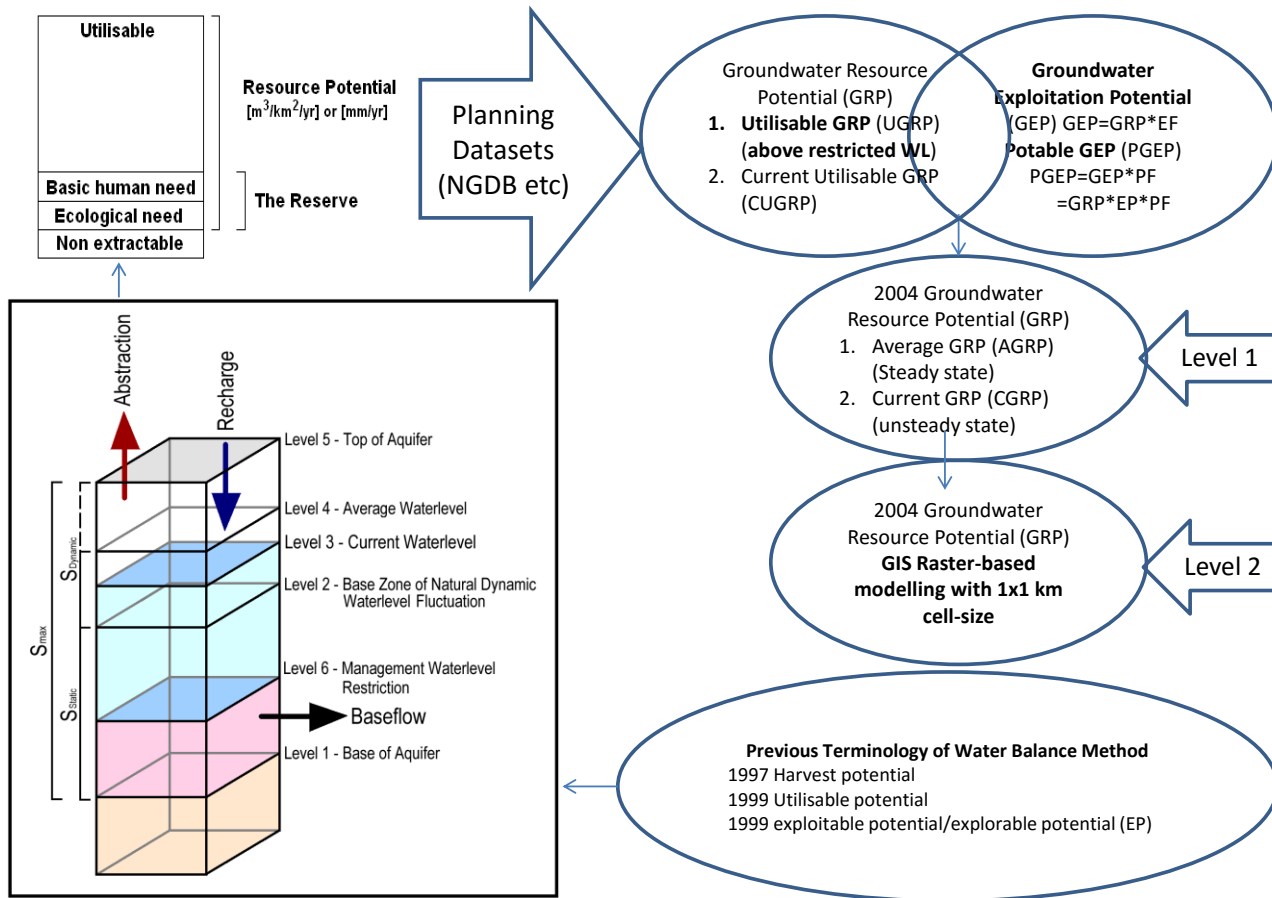 Utilisable
Resource Potential
[m³/km²/yr] or [mm/yr]
Basic human need
Ecological need
The Reserve
Non extractable
Planning
Datasets
(NGDB etc)
Groundwater Resource
Potential (GRP)
1. Utilisable GRP (UGRP)
(above restricted WL)
2. Current Utilisable GRP
(CUGRP)
Groundwater
Exploitation Potential
(GEP) GEP=GRP*EF
Potable GEP (PGEP)
PGEP=GEP*PF
=GRP*EP*PF
2004 Groundwater
Resource Potential (GRP)
1. Average GRP (AGRP)
(Steady state)
2. Current GRP (CGRP)
(unsteady state)
Level 1
2004 Groundwater
Resource Potential (GRP)
GIS Raster-based
modelling with 1x1 km
cell-size
Level 2
Previous Terminology of Water Balance Method
1997 Harvest potential
1999 Utilisable potential
1999 exploitable potential/explorable potential (EP)
Abstraction
Recharge
Level 5 - Top of Aquifer
Level 4 - Average Waterlevel
Level 3 - Current Waterlevel
Level 2 - Base Zone of Natural Dynamic
Waterlevel Fluctuation
Level 6 - Management Waterlevel
Restriction
Baseflow
Level 1 - Base of Aquifer
SDynamic
Smax
SStatic